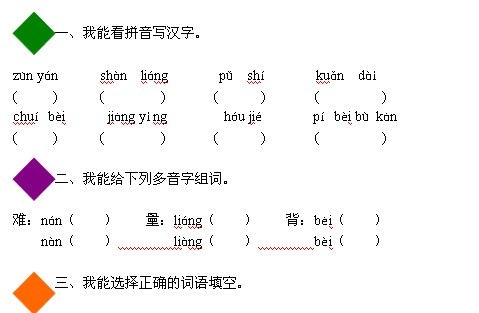 一、我能看拼音写汉字。
zūn yán shàn liáng pǔ shí kuǎn dài
（ ） （ ） （ ） （ ）
chuí bèi jiāng yìng hóu jié pí bèi bù kān
（ ） （ ） （ ） （ ）
二、我能给下列多音字组词。
难：nán（ ） 量：liáng（ ） 背：bēi（ ）
nàn（ ） liàng（ ） bèi（ ）
三、我能选择正确的词语填空。